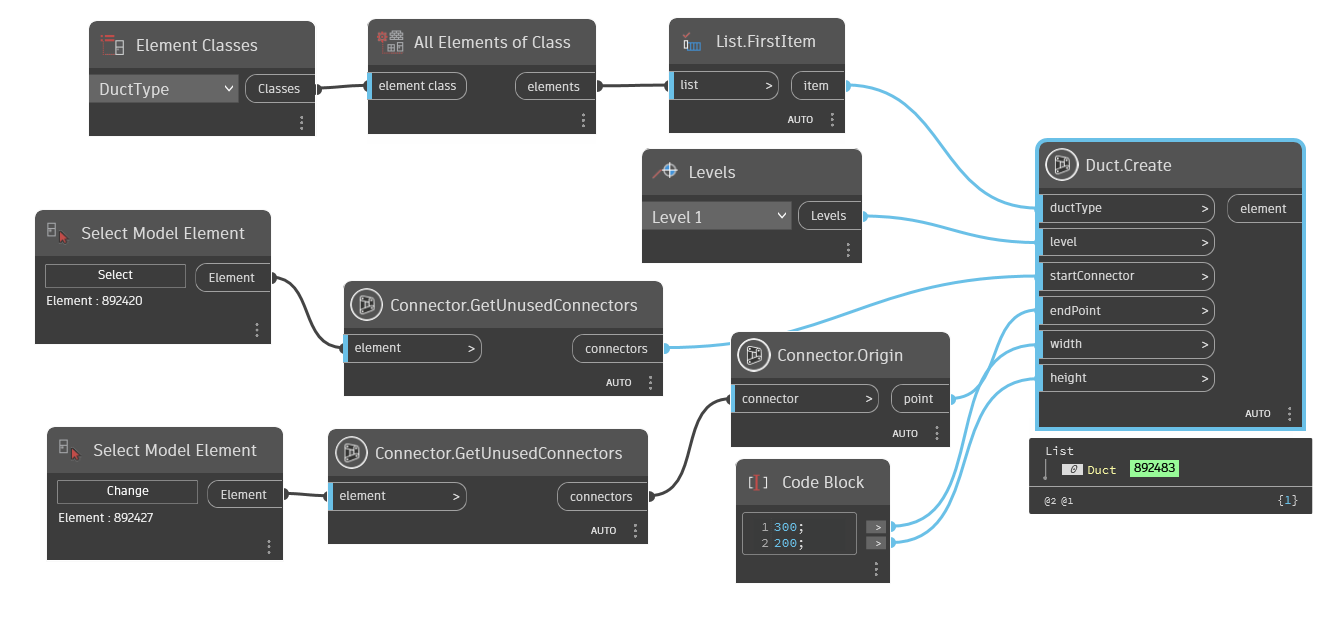 Element Classes
DuctType
Classes
All Elements of Class
element class
elements
List.FirstItem
list >
item
AUTO
Levels
Level 1
Levels
Select Model Element
Select
Element
Element : 892420
Connector.GetUnusedConnectors
element >
connectors
AUTO
Select Model Element
Change
Element
Element : 892427
Connector.GetUnusedConnectors
element >
connectors
AUTO
Connector.Origin
connector >
point
AUTO
Code Block
1 300; >
2 200; >
Duct.Create
ductType >
element
level >
startConnector >
endPoint >
width >
height >
AUTO
List
0 Duct 892483
@2 @1 {1}